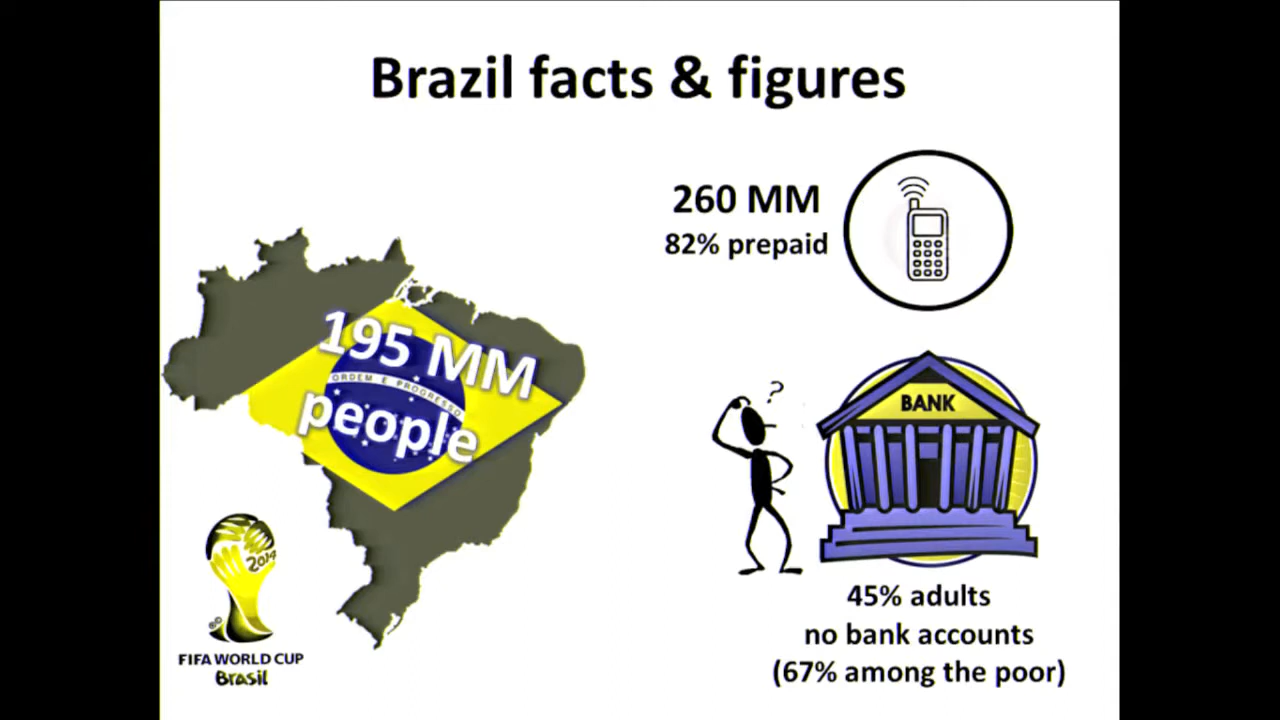 Brazil facts & figures
260 MM
82% prepaid
195 MM
people
ORDEM E PROGRESSO
BANK
?
45% adults
no bank accounts
(67% among the poor)
2014
®
FIFA WORLD CUP
Brasil